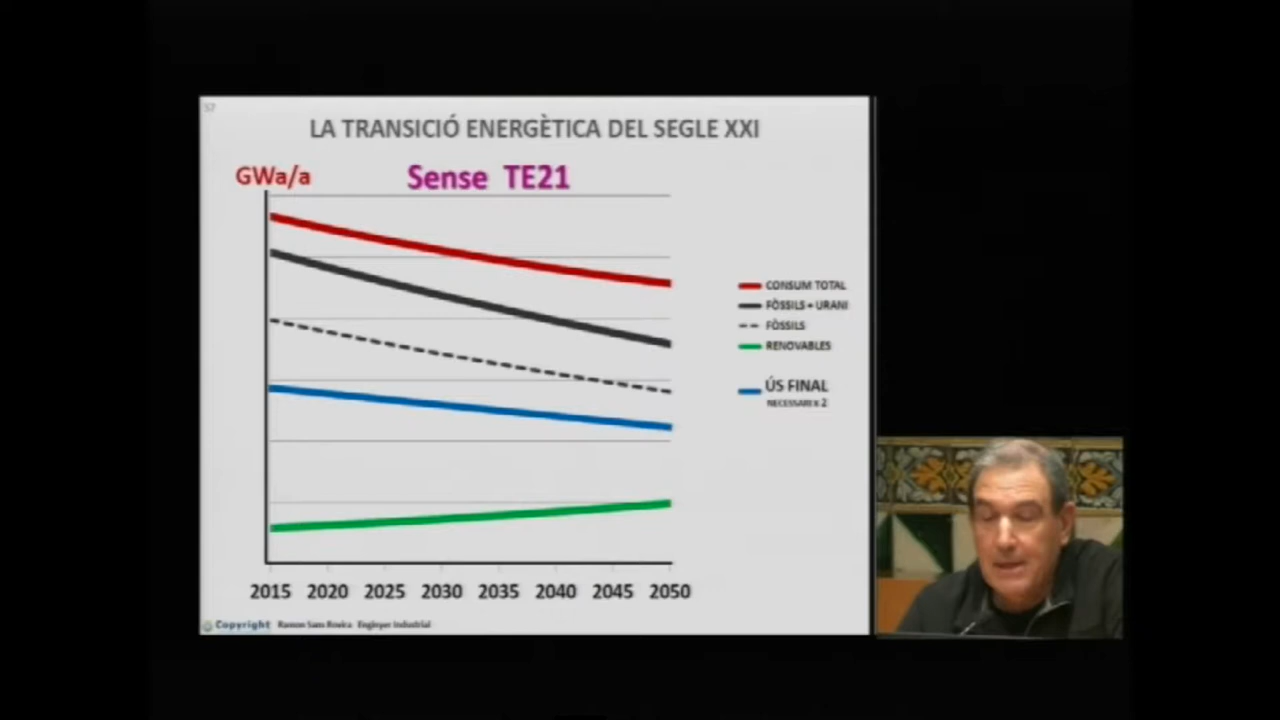 57
LA TRANSICIÓ ENERGÈTICA DEL SEGLE XXI
GWa/a
Sense TE21
CONSUM TOTAL
FÒSSILS + URANI
FÒSSILS
RENOVABLES
ÚS FINAL
NECESSARI x 2
2015 2020 2025 2030 2035 2040 2045 2050
Copyright Ramon Sans Rovira Enginyer Industrial